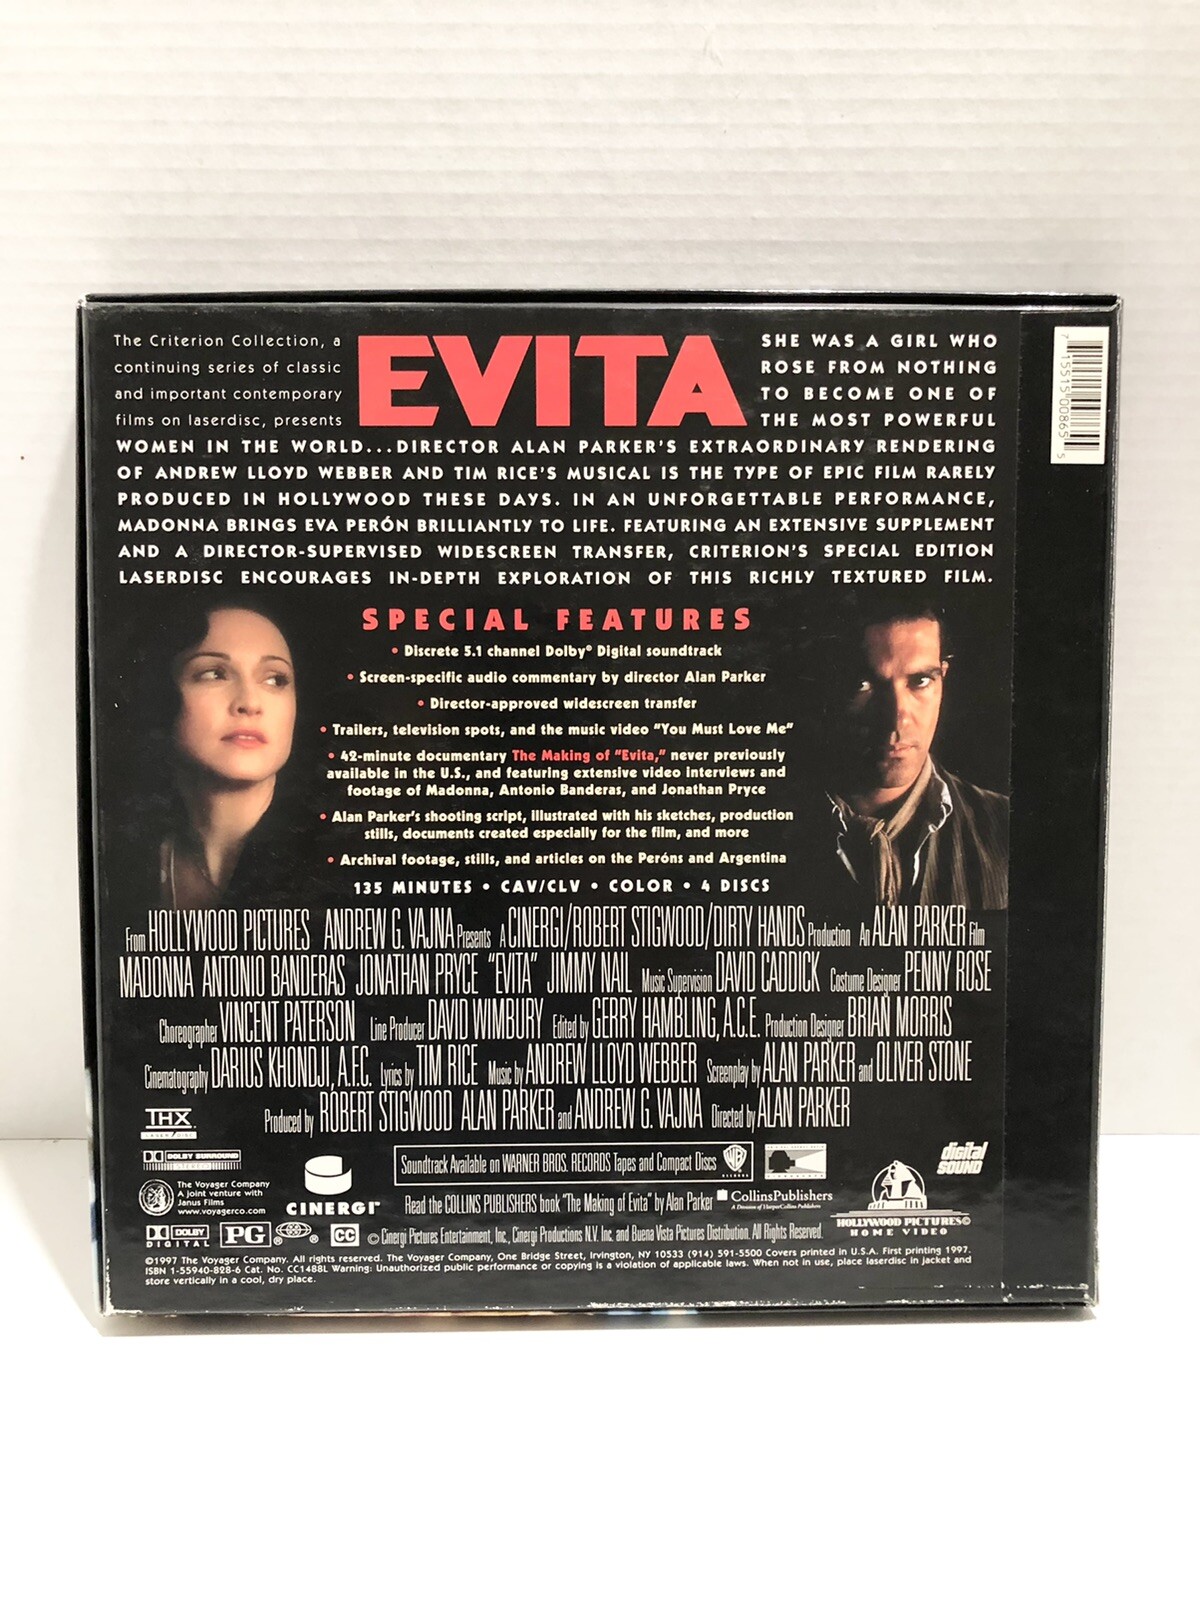 The Criterion Collection, a
continuing series of classic
and important contemporary
films on laserdisc, presents
EVITA
SHE WAS A GIRL WHO
ROSE FROM NOTHING
TO BECOME ONE OF
THE MOST POWERFUL
WOMEN IN THE WORLD...DIRECTOR ALAN PARKER'S EXTRAORDINARY RENDERING
OF ANDREW LLOYD WEBBER AND TIM RICE'S MUSICAL IS THE TYPE OF EPIC FILM RARELY
PRODUCED IN HOLLYWOOD THESE DAYS. IN AN UNFORGETTABLE PERFORMANCE,
MADONNA BRINGS EVA PERÓN BRILLIANTLY TO LIFE. FEATURING AN EXTENSIVE SUPPLEMENT
AND A DIRECTOR-SUPERVISED WIDESCREEN TRANSFER, CRITERION'S SPECIAL EDITION
LASERDISC ENCOURAGES IN-DEPTH EXPLORATION OF THIS RICHLY TEXTURED FILM.
7 15515 00865 5
SPECIAL FEATURES
• Discrete 5.1 channel Dolby® Digital soundtrack
• Screen-specific audio commentary by director Alan Parker
• Director-approved widescreen transfer
• Trailers, television spots, and the music video "You Must Love Me"
• 42-minute documentary The Making of "Evita," never previously
available in the U.S., and featuring extensive video interviews and
footage of Madonna, Antonio Banderas, and Jonathan Pryce
• Alan Parker's shooting script, illustrated with his sketches, production
stills, documents created especially for the film, and more
• Archival footage, stills, and articles on the Peróns and Argentina
135 MINUTES • CAV/CLV • COLOR • 4 DISCS
From HOLLYWOOD PICTURES ANDREW G. VAJNA Presents A CINERGI/ROBERT STIGWOOD/DIRTY HANDS Production An ALAN PARKER Film
MADONNA ANTONIO BANDERAS JONATHAN PRYCE "EVITA" JIMMY NAIL Music Supervision DAVID CADDICK Costume Designer PENNY ROSE
Choreographer VINCENT PATERSON Line Producer DAVID WIMBURY Edited by GERRY HAMBLING, A.C.E. Production Designer BRIAN MORRIS
Cinematography DARIUS KHONDJI, A.F.C. Lyrics by TIM RICE Music by ANDREW LLOYD WEBBER Screenplay by ALAN PARKER and OLIVER STONE
Produced by ROBERT STIGWOOD ALAN PARKER and ANDREW G. VAJNA Directed by ALAN PARKER
THX
LASER DISC
DOLBY SURROUND
STEREO
The Voyager Company
A joint venture with
Janus Films
www.voyagerco.com
CINERGI™
Soundtrack Available on WARNER BROS. RECORDS Tapes and Compact Discs
WB
RECORDS
Read the COLLINS PUBLISHERS book "The Making of Evita" by Alan Parker
CollinsPublishers
A Division of HarperCollins Publishers
digital
SOUND
HOLLYWOOD PICTURES©
HOME VIDEO
DOLBY
DIGITAL
PG
CC
© Cinergi Pictures Entertainment, Inc., Cinergi Productions N.V. Inc. and Buena Vista Pictures Distribution. All Rights Reserved.
©1997 The Voyager Company. All rights reserved. The Voyager Company, One Bridge Street, Irvington, NY 10533 (914) 591-5500 Covers printed in U.S.A. First printing 1997.
ISBN 1-55940-828-6 Cat. No. CC1488L Warning: Unauthorized public performance or copying is a violation of applicable laws. When not in use, place laserdisc in jacket and
store vertically in a cool, dry place.